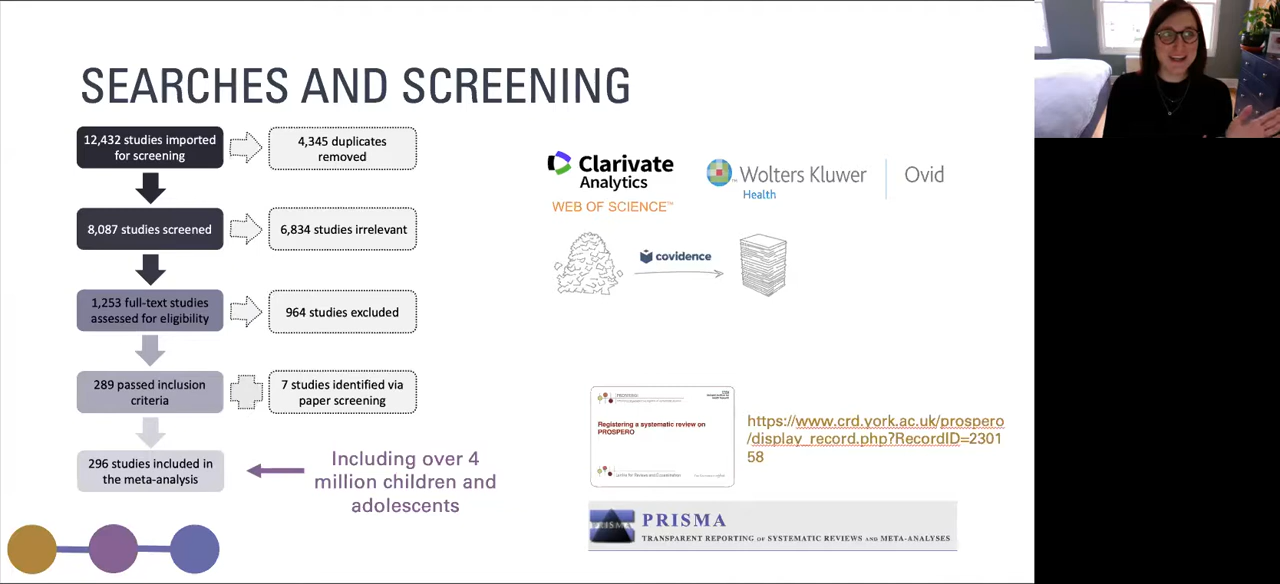 SEARCHES AND SCREENING
12,432 studies imported
for screening
4,345 duplicates
removed
8,087 studies screened
6,834 studies irrelevant
1,253 full-text studies
assessed for eligibility
964 studies excluded
289 passed inclusion
criteria
7 studies identified via
paper screening
296 studies included in
the meta-analysis
Including over 4
million children and
adolescents
Clarivate
Analytics
WEB OF SCIENCE™
Wolters Kluwer
Health
Ovid
covidence
Registering a systematic review on
PROSPERO
https://www.crd.york.ac.uk/prospero
/display_record.php?RecordID=2301
58
PRISMA
TRANSPARENT REPORTING OF SYSTEMATIC REVIEWS AND META-ANALYSES